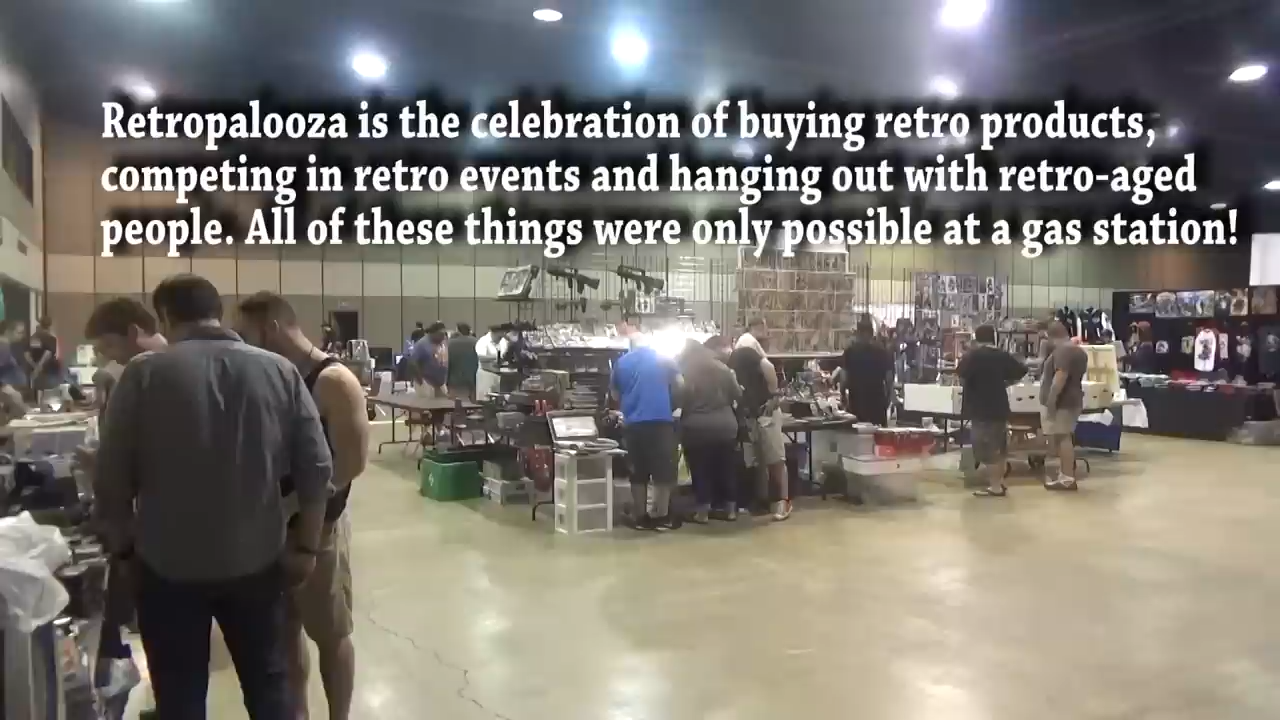 Retropalooza is the celebration of buying retro products,
competing in retro events and hanging out with retro-aged
people. All of these things were only possible at a gas station!